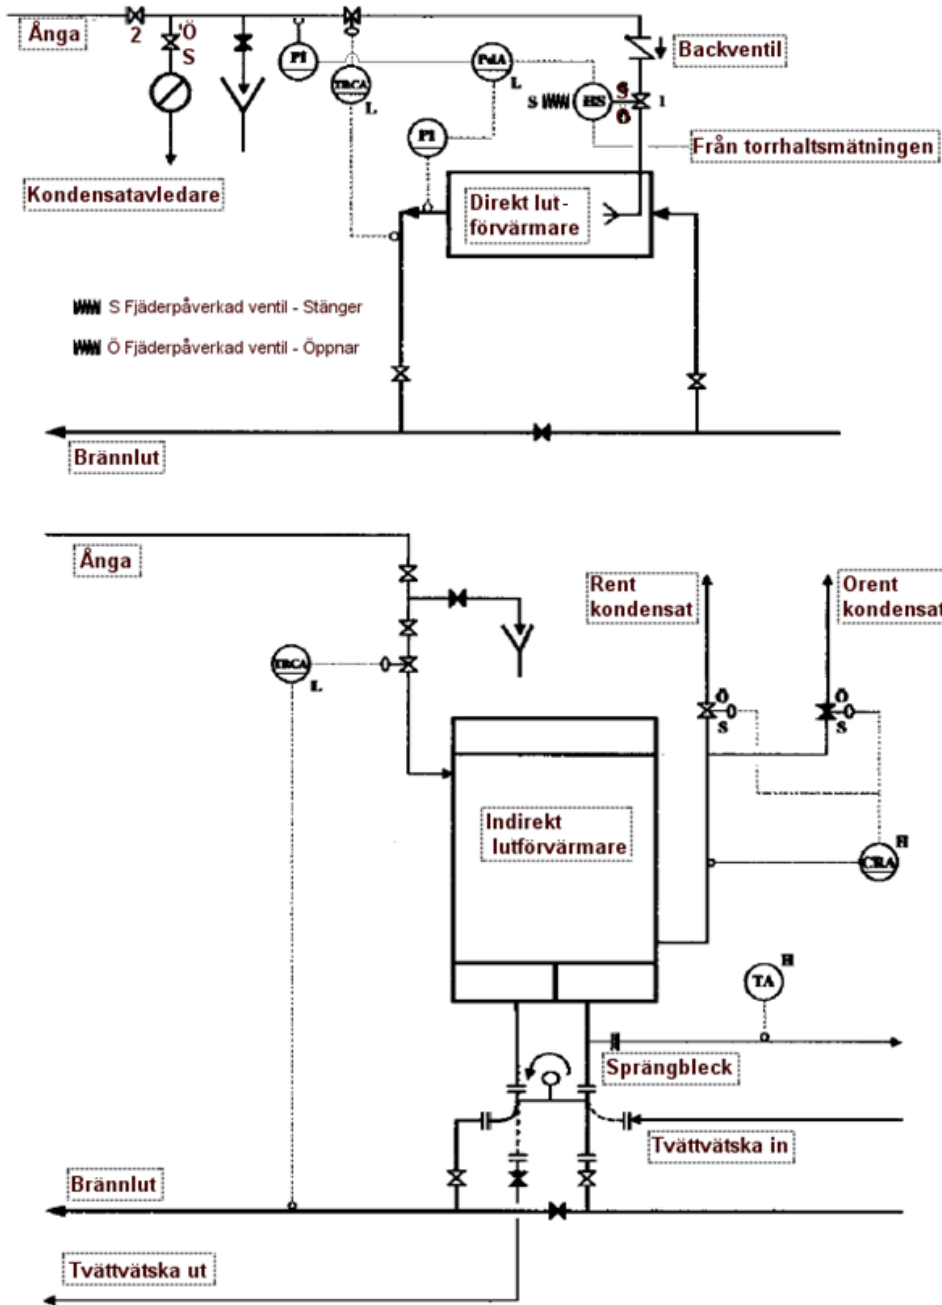 Ånga
2
Ö
S
PI
TRCA
L
PdIA
L
S
HS
S
Ö
1
Backventil
PI
Från torrhaltsmätningen
Kondensatavledare
Direkt lut-
förvärmare
S Fjäderpåverkad ventil - Stänger
Ö Fjäderpåverkad ventil - Öppnar
Brännlut
Ånga
Rent
kondensat
Orent
kondensat
TRCA
L
Ö
S
Ö
S
Indirekt
lutförvärmare
H
CRA
H
TA
Sprängbleck
Tvättvätska in
Brännlut
Tvättvätska ut